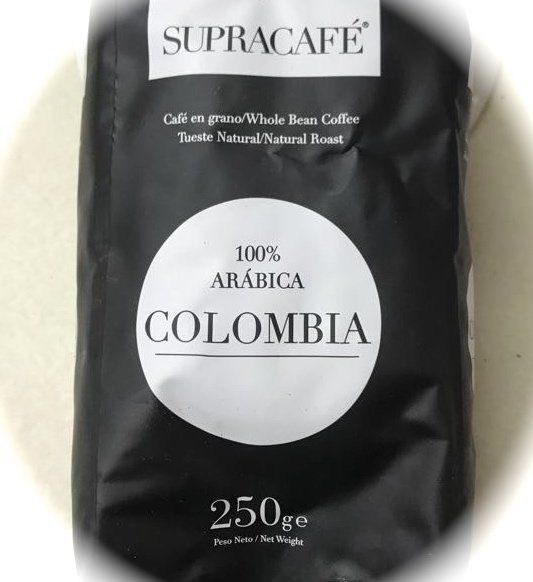 SUPRACAFÉ®
Café en grano/Whole Bean Coffee
Tueste Natural/Natural Roast
100%
ARÁBICA
COLOMBIA
250ge
Peso Neto / Net Weight